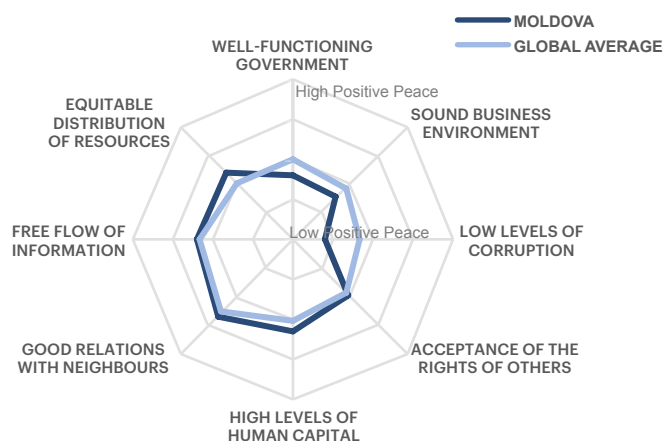 MOLDOVA
GLOBAL AVERAGE
WELL-FUNCTIONING
GOVERNMENT
High Positive Peace
SOUND BUSINESS
ENVIRONMENT
EQUITABLE
DISTRIBUTION
OF RESOURCES
FREE FLOW OF
INFORMATION
Low Positive Peace
LOW LEVELS OF
CORRUPTION
GOOD RELATIONS
WITH NEIGHBOURS
ACCEPTANCE OF THE
RIGHTS OF OTHERS
HIGH LEVELS OF
HUMAN CAPITAL